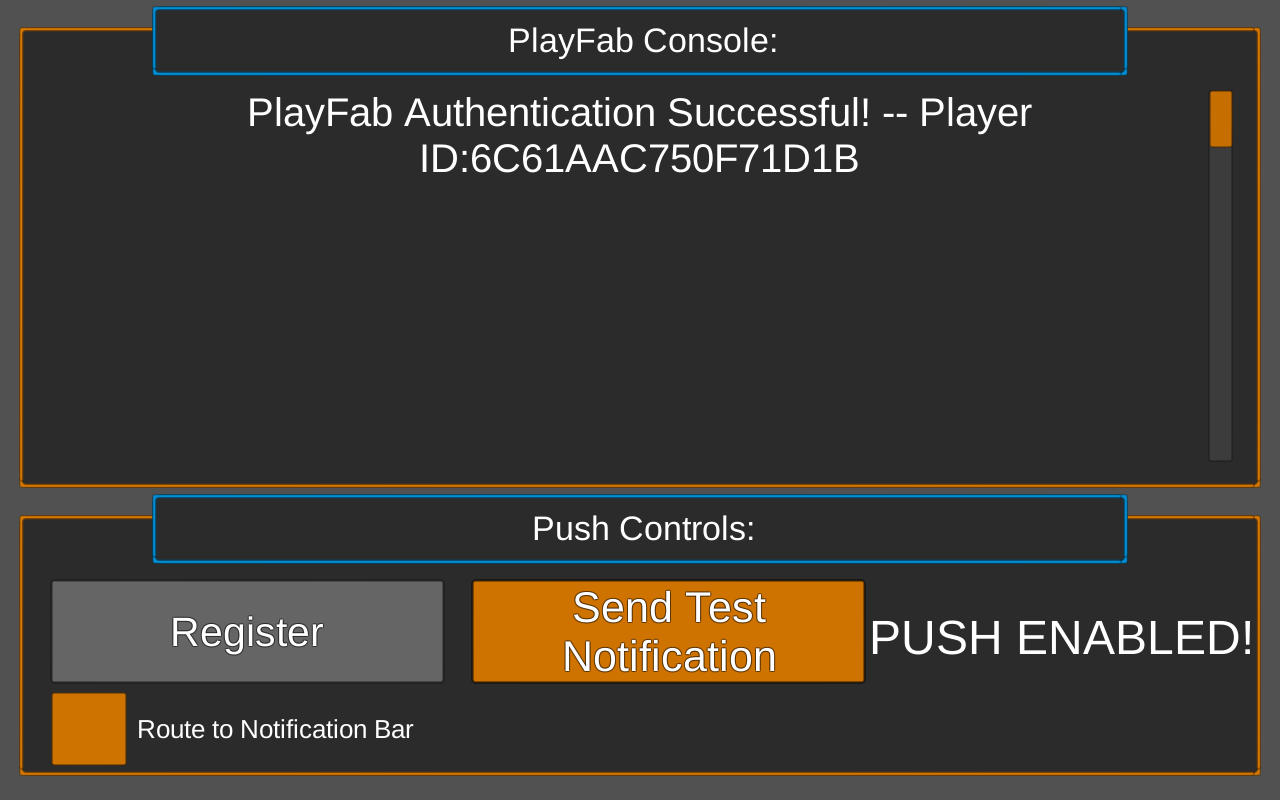 PlayFab Console:
PlayFab Authentication Successful! -- Player
ID:6C61AAC750F71D1B
Push Controls:
Register
Send Test
Notification
PUSH ENABLED!
Route to Notification Bar